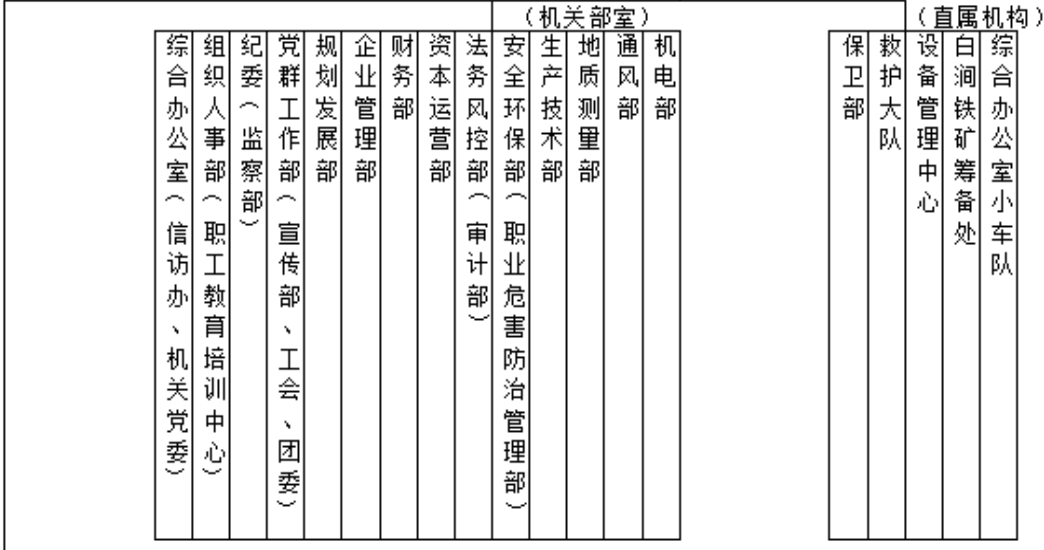 （机关部室）
综合办公室（信访办、机关党委）
组织人事部（职工教育培训中心）
纪委（监察部）
党群工作部（宣传部、工会、团委）
规划发展部
企业管理部
财务部
资本运营部
法务风控部（审计部）
安全环保部（职业危害防治管理部）
生产技术部
地质测量部
通风部
机电部
（直属机构）
保卫部
救护大队
设备管理中心
白涧铁矿筹备处
综合办公室小车队